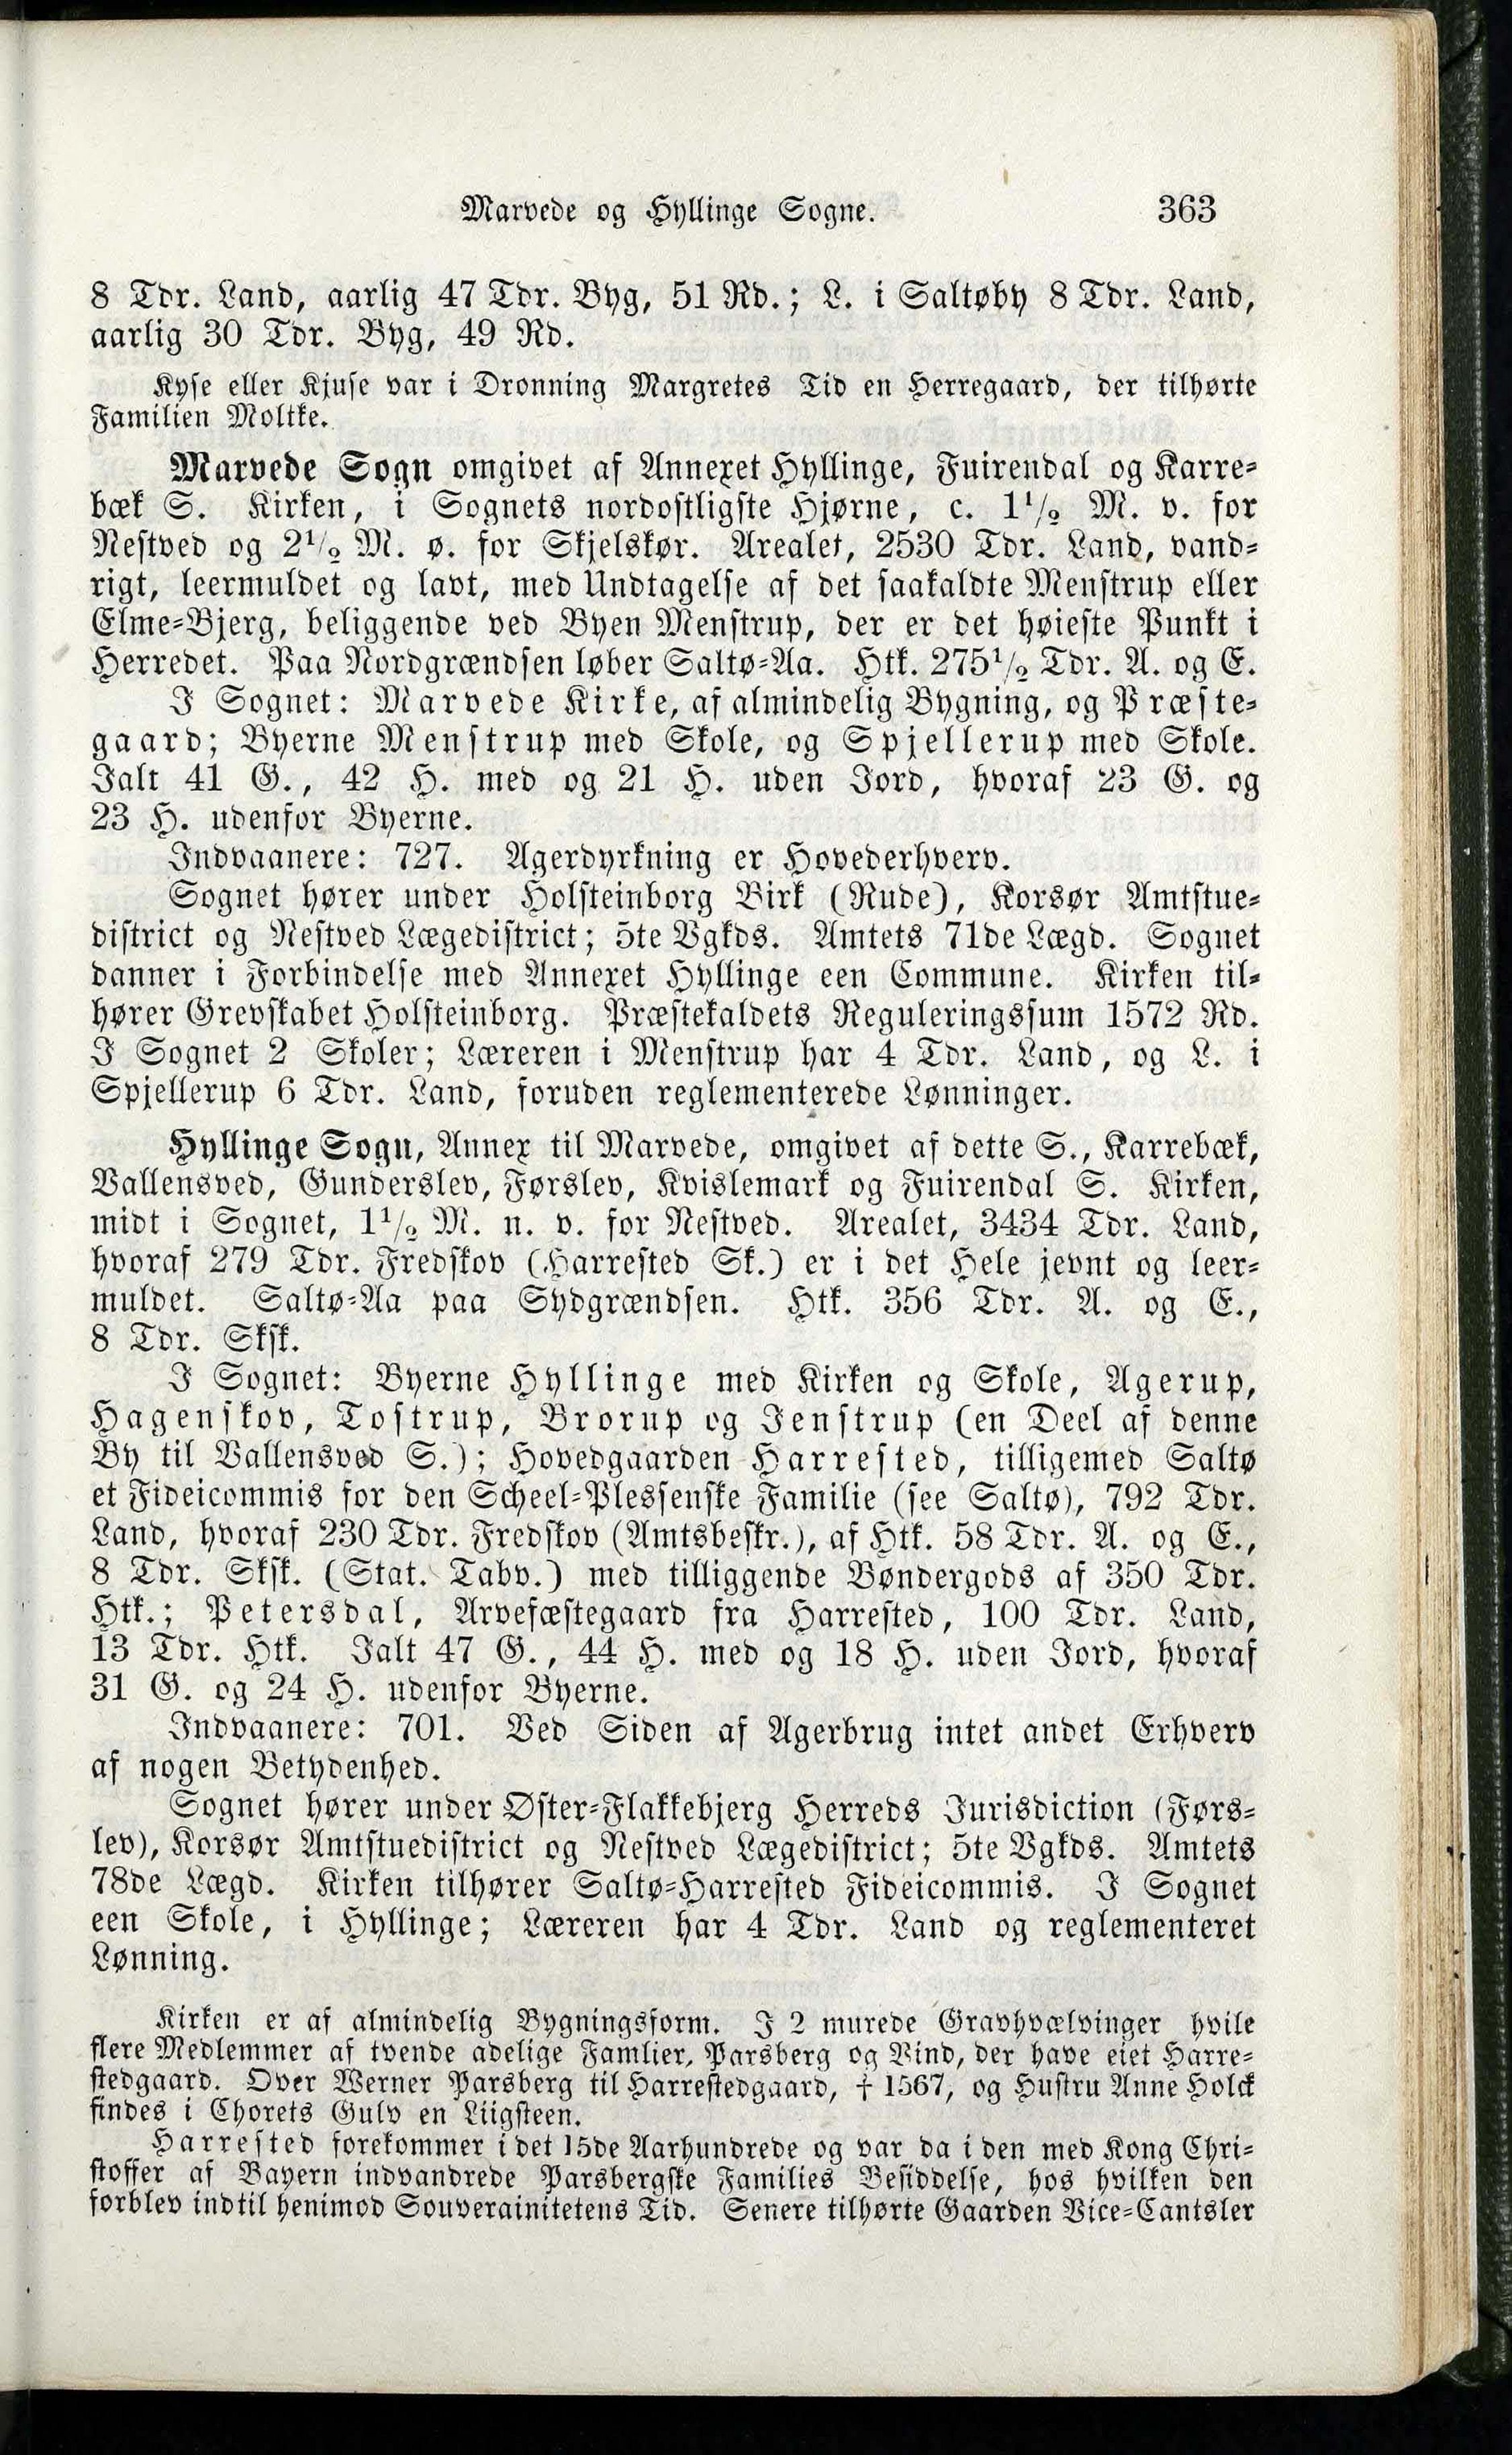 Marvede og Hyllinge Sogne. 363
8 Tdr. Land, aarlig 47 Tdr. Byg, 51 Rd.; L. i Saltøby 8 Tdr. Land,
aarlig 30 Tdr. Byg, 49 Rd.
Kyse eller Kjuse var i Dronning Margretes Tid en Herregaard, der tilhørte
Familien Moltke.
Marvede Sogn omgivet af Annexet Hyllinge, Fuirendal og Karre-
bæk S. Kirken, i Sognets nordostligste Hjørne, c. 1 1/2 M. v. for
Nestved og 2 1/2 M. ø. for Skjelskør. Arealet, 2530 Tdr. Land, vand-
rigt, leermuldet og lavt, med Undtagelse af det saakaldte Menstrup eller
Elme-Bjerg, beliggende ved Byen Menstrup, der er det høieste Punkt i
Herredet. Paa Nordgrændsen løber Saltø-Aa. Htk. 275 1/2 Tdr. A. og E.
I Sognet: Marvede Kirke, af almindelig Bygning, og Præste-
gaard; Byerne Menstrup med Skole, og Spjellerup med Skole.
Ialt 41 G., 42 H. med og 21 H. uden Jord, hvoraf 23 G. og
23 H. udenfor Byerne.
Indvaanere: 727. Agerdyrkning er Hovederhverv.
Sognet hører under Holsteinborg Birk (Rude), Korsør Amtstue-
district og Nestved Lægedistrict; 5te Vgkds. Amtets 71de Lægd. Sognet
danner i Forbindelse med Annexet Hyllinge een Commune. Kirken til-
hører Grevskabet Holsteinborg. Præstekaldets Reguleringssum 1572 Rd.
I Sognet 2 Skoler; Læreren i Menstrup har 4 Tdr. Land, og L. i
Spjellerup 6 Tdr. Land, foruden reglementerede Lønninger.
Hyllinge Sogn, Annex til Marvede, omgivet af dette S., Karrebæk,
Vallensved, Gunderslev, Førslev, Kvislemark og Fuirendal S. Kirken,
midt i Sognet, 1 1/2 M. n. v. for Nestved. Arealet, 3434 Tdr. Land,
hvoraf 279 Tdr. Fredskov (Harrested Sk.) er i det Hele jevnt og leer-
muldet. Saltø-Aa paa Sydgrændsen. Htk. 356 Tdr. A. og E.,
8 Tdr. Sksk.
I Sognet: Byerne Hyllinge med Kirken og Skole, Agerup,
Hagenskov, Tostrup, Brorup og Jenstrup (en Deel af denne
By til Vallensved S.); Hovedgaarden Harrested, tilligemed Saltø
et Fideicommis for den Scheel-Plessenske Familie (see Saltø), 792 Tdr.
Land, hvoraf 230 Tdr. Fredskov (Amtsbeskr.), af Htk. 58 Tdr. A. og E.,
8 Tdr. Sksk. (Stat. Tabv.) med tilliggende Bøndergods af 350 Tdr.
Htk.; Petersdal, Arvefæstegaard fra Harrested, 100 Tdr. Land,
13 Tdr. Htk. Ialt 47 G., 44 H. med og 18 H. uden Jord, hvoraf
31 G. og 24 H. udenfor Byerne.
Indvaanere: 701. Ved Siden af Agerbrug intet andet Erhverv
af nogen Betydenhed.
Sognet hører under Øster-Flakkebjerg Herreds Jurisdiction (Førs-
lev), Korsør Amtstuedistrict og Nestved Lægedistrict; 5te Vgkds. Amtets
78de Lægd. Kirken tilhører Saltø-Harrested Fideicommis. I Sognet
een Skole, i Hyllinge; Læreren har 4 Tdr. Land og reglementeret
Lønning.
Kirken er af almindelig Bygningsform. I 2 murede Gravhvælvinger hvile
flere Medlemmer af tvende adelige Famlier, Parsberg og Vind, der have eiet Harre-
stedgaard. Over Werner Parsberg til Harrestedgaard, † 1567, og Hustru Anne Holck
findes i Chorets Gulv en Liigsteen.
Harrested forekommer i det 15de Aarhundrede og var da i den med Kong Chri-
stoffer af Bayern indvandrede Parsbergske Families Besiddelse, hos hvilken den
forblev indtil henimod Souverainitetens Tid. Senere tilhørte Gaarden Vice-Cantsler